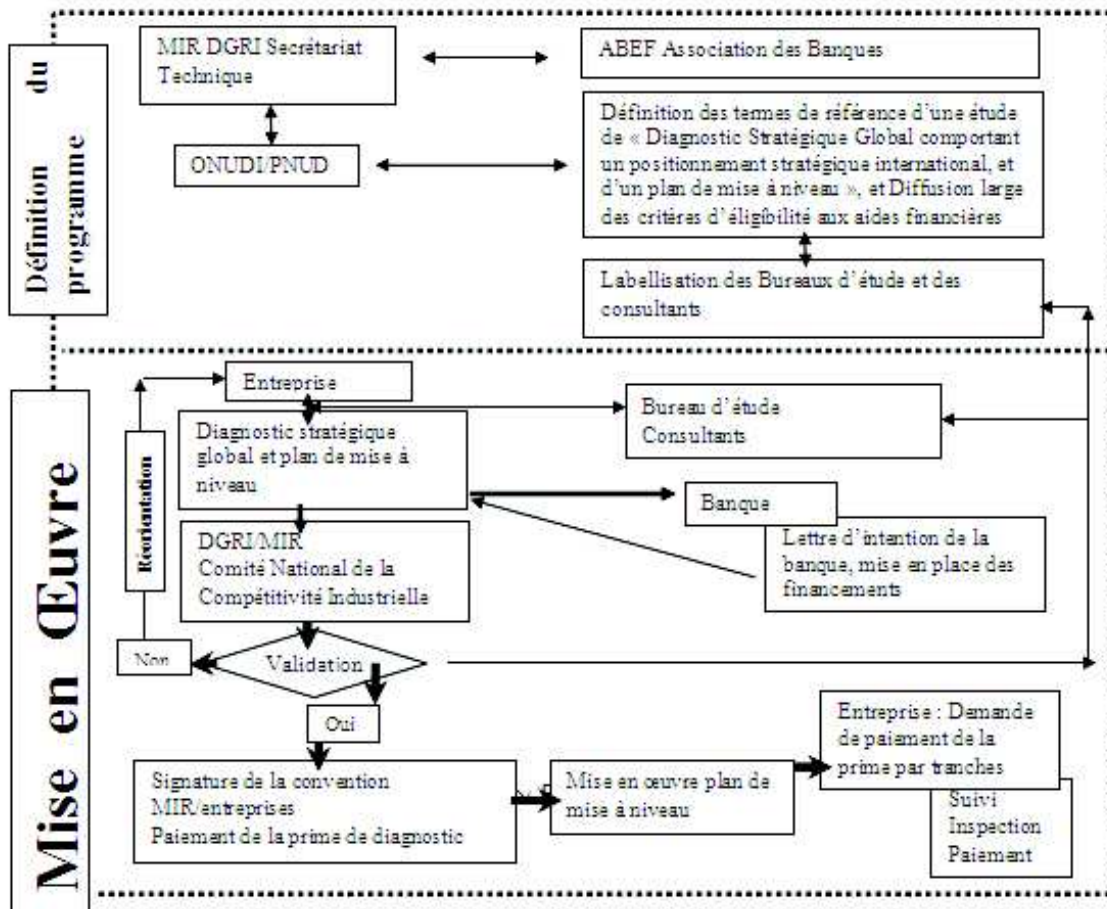 Définition du
programme
MIR DGRI Secrétariat
Technique
ABEF Association des Banques
ONUDI/PNUD
Définition des termes de référence d'une étude
de « Diagnostic Stratégique Global comportant
un positionnement stratégique international, et
d'un plan de mise à niveau », et Diffusion large
des critères d'éligibilité aux aides financières
Labellisation des Bureaux d'étude et des
consultants
Mise en Œuvre
Réorientation
Entreprise
Bureau d'étude
Consultants
Diagnostic stratégique
global et plan de mise à
niveau
Banque
Lettre d'intention de la
banque, mise en place des
financements
DGRI/MIR
Comité National de la
Compétitivité Industrielle
Non
Validation
Oui
Signature de la convention
MIR/entreprises
Paiement de la prime de diagnostic
Mise en œuvre plan de
mise à niveau
Entreprise : Demande
de paiement de la
prime par tranches
Suivi
Inspection
Paiement